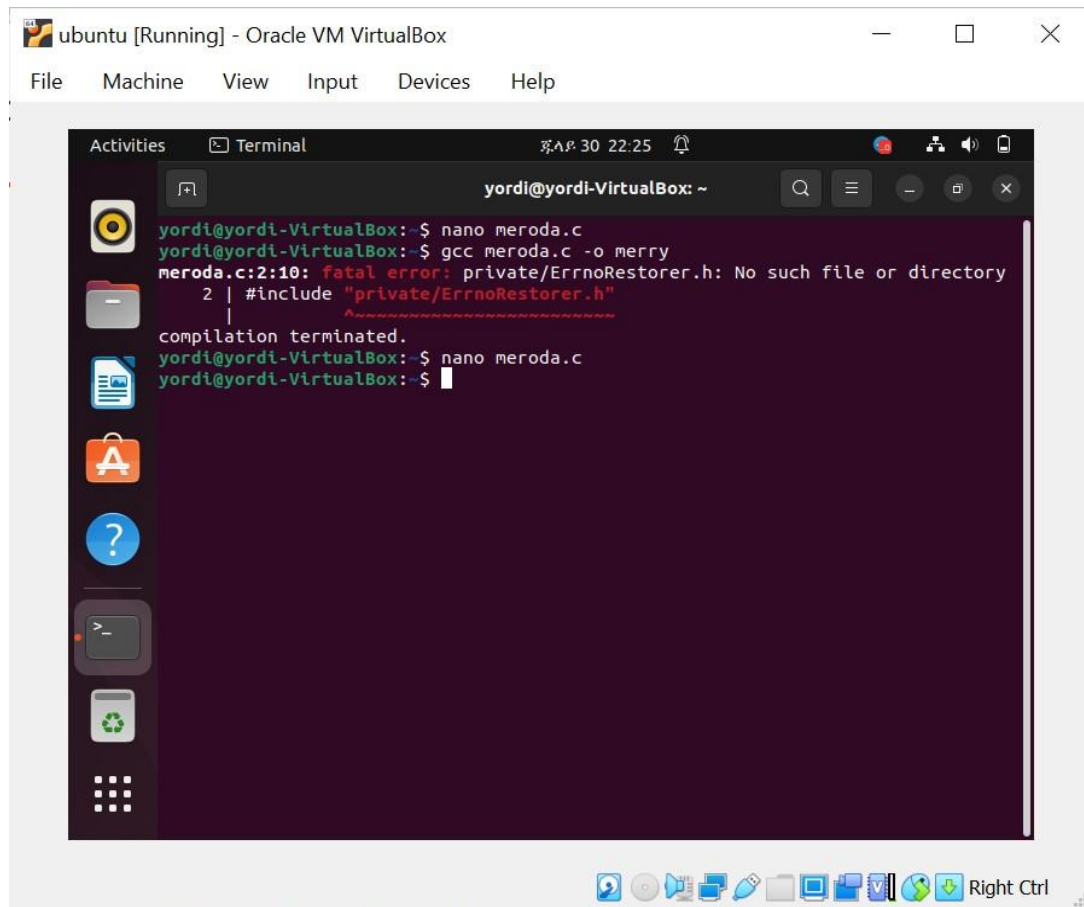 ubuntu [Running] - Oracle VM VirtualBox
File Machine View Input Devices Help
Activities Terminal ጁላይ 30 22:25
yordi@yordi-VirtualBox: ~
yordi@yordi-VirtualBox:~$ nano meroda.c
yordi@yordi-VirtualBox:~$ gcc meroda.c -o merry
meroda.c:2:10: fatal error: private/ErrnoRestorer.h: No such file or directory
2 | #include "private/ErrnoRestorer.h"
| ^~~~~~~~~~~~~~~~~~~~~~~~~
compilation terminated.
yordi@yordi-VirtualBox:~$ nano meroda.c
yordi@yordi-VirtualBox:~$
Right Ctrl